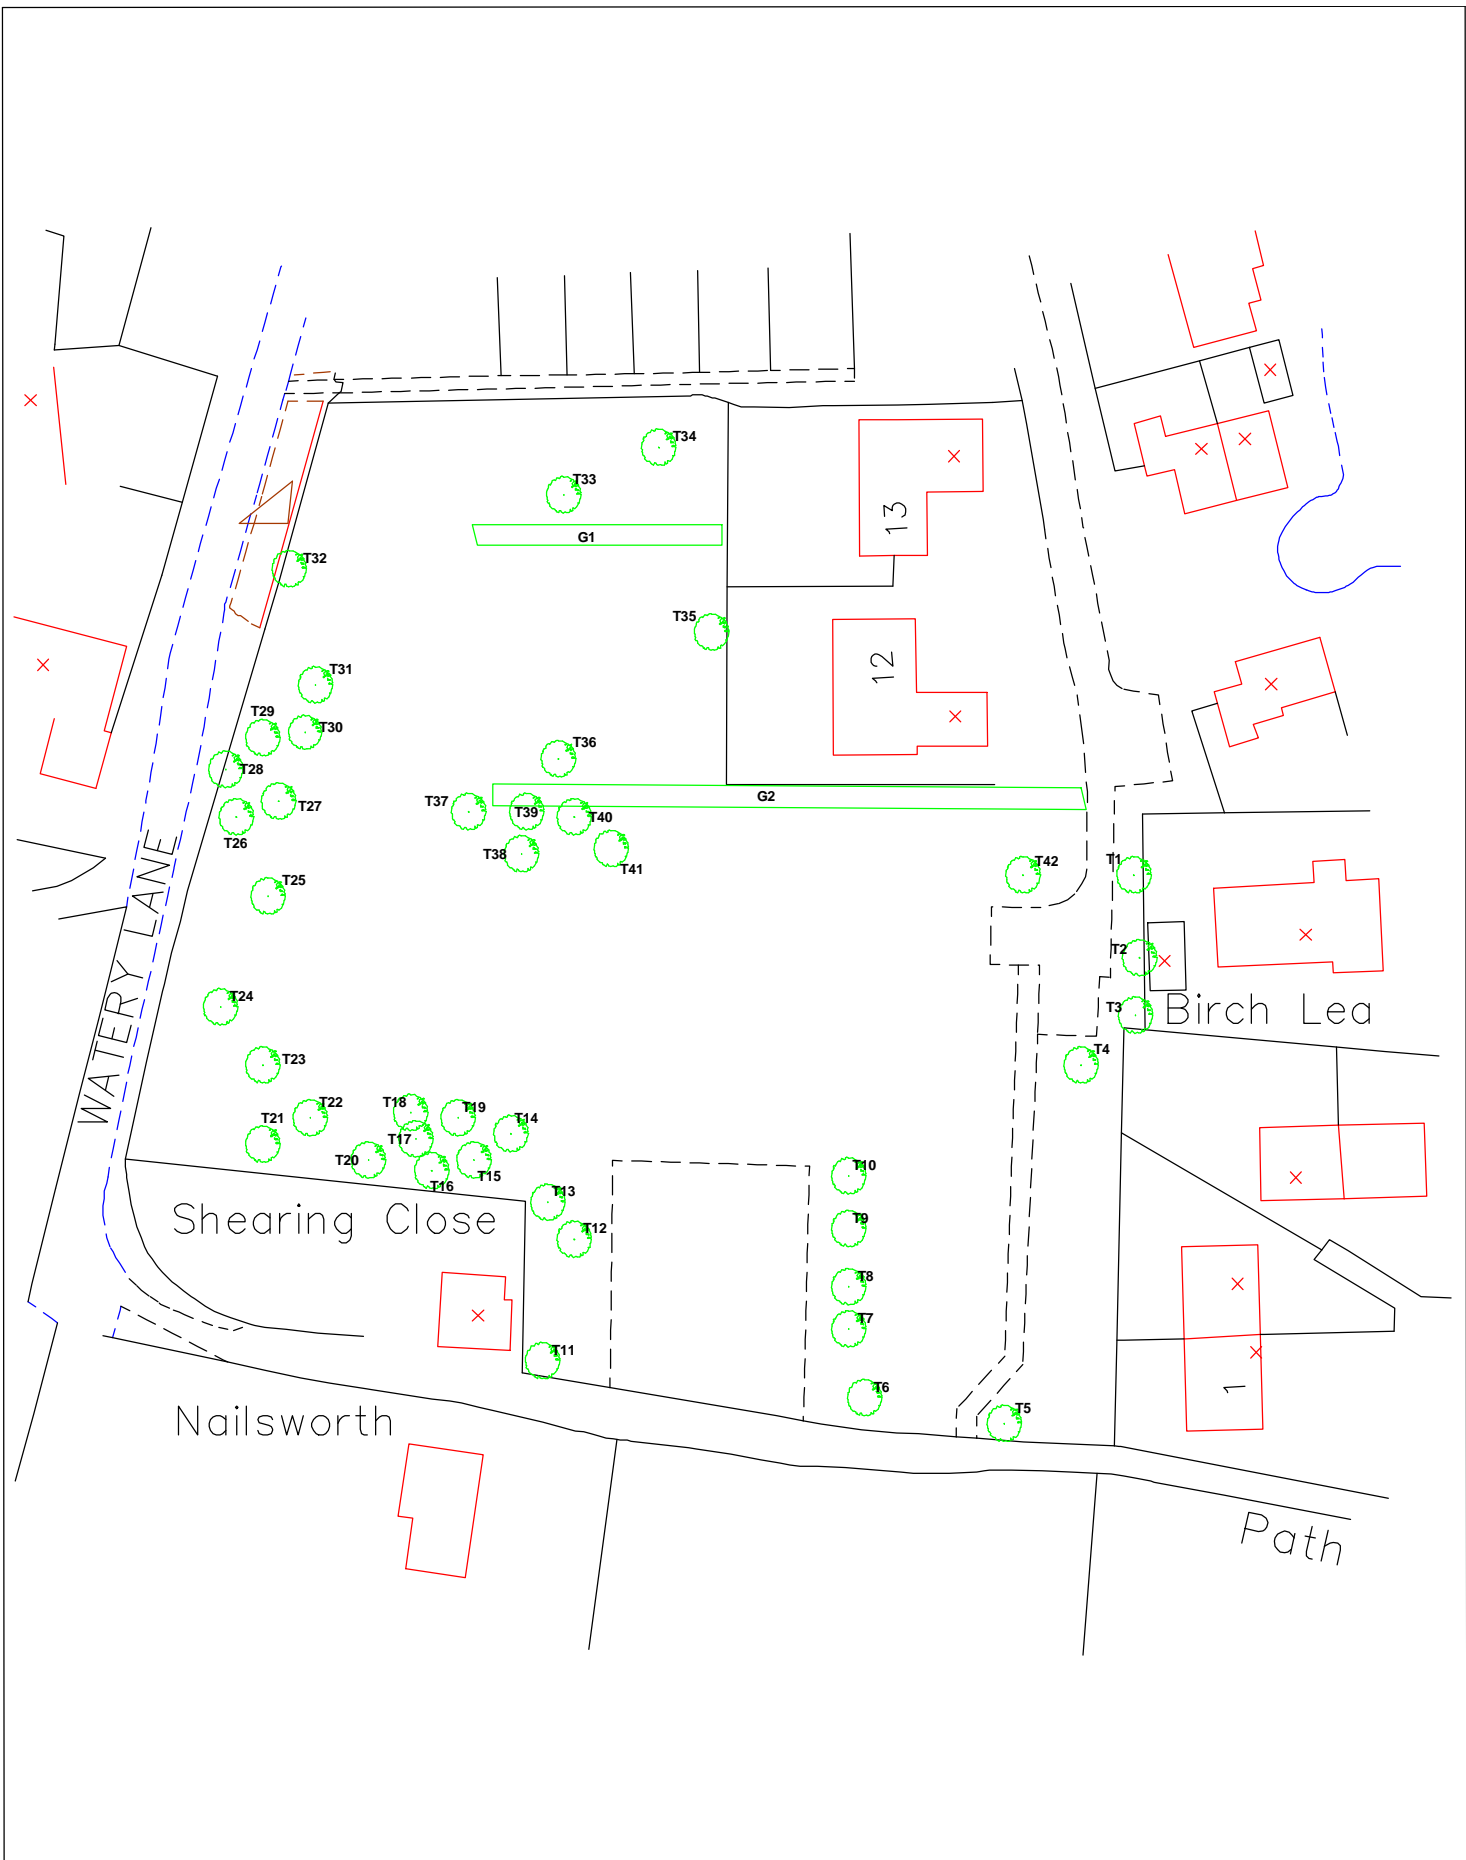 T34
T33
13
G1
T32
T35
12
T31
T29
T30
T36
T28
G2
T27
T37
T39
T40
T26
T38
T41
T42
T1
WATERY LANE
T25
T2
T24
T3
Birch Lea
T23
T4
T22
T18
T19
T14
T21
T17
T20
T15
T16
T10
T13
Shearing Close
T9
T12
T8
T7
T11
T6
1
T5
Nailsworth
Path